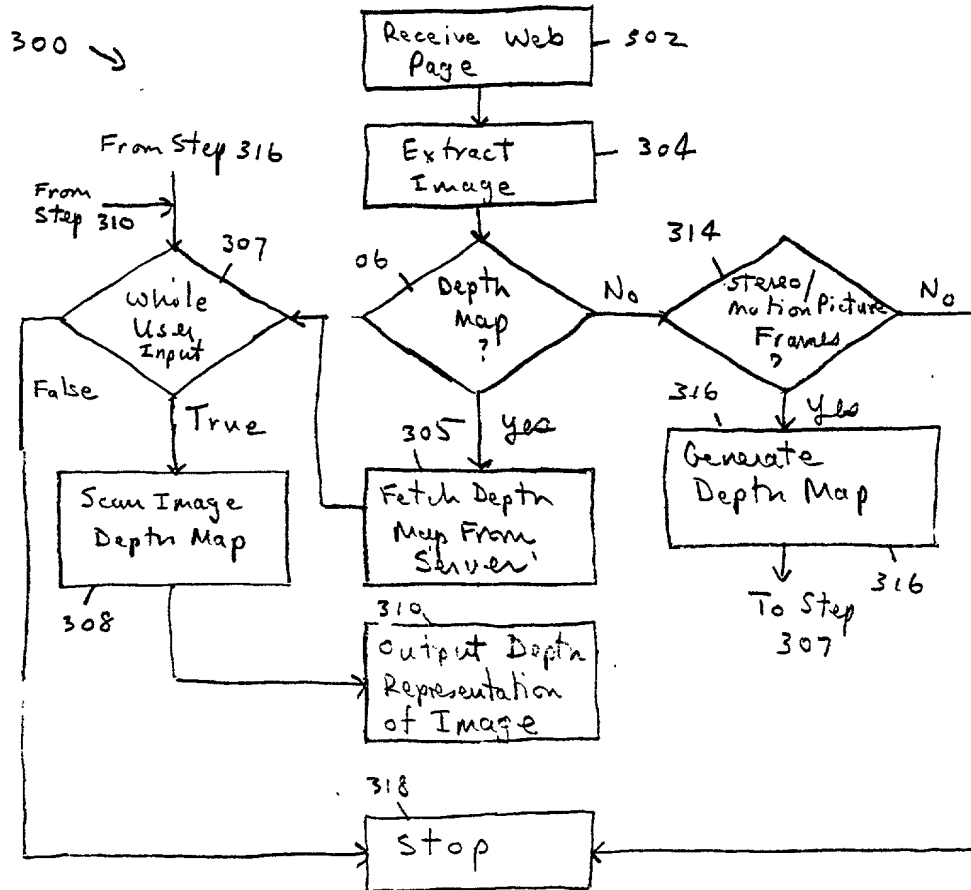 300
Receive Web
Page
302
Extract
Image
304
From Step 316
From
Step 310
307
Whole
User
Input
False
True
06
Depth
Map
?
No
yes
314
Stereo/
Motion Picture
Frames
?
No
Yes
305
Fetch Depth
Map From
Server
316
Generate
Depth Map
316
To Step
307
Scan Image
Depth Map
308
310
Output Depth
Representation
of Image
318
Stop